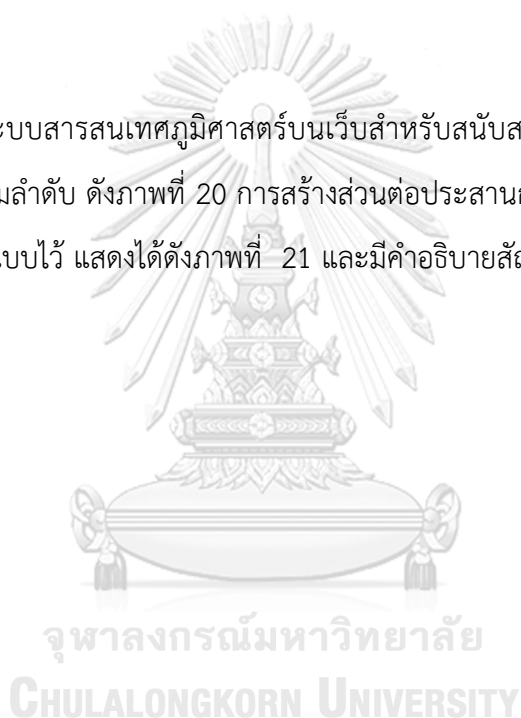 ะบบสารสนเทศภูมิศาสตร์บนเว็บสำหรับสนับส
มลำดับ ดังภาพที่ 20 การสร้างส่วนต่อประสาน
บบไว้ แสดงได้ดังภาพที่ 21 และมีคำอธิบายสั
จุฬาลงกรณ์มหาวิทยาลัย
CHULALONGKORN UNIVERSITY